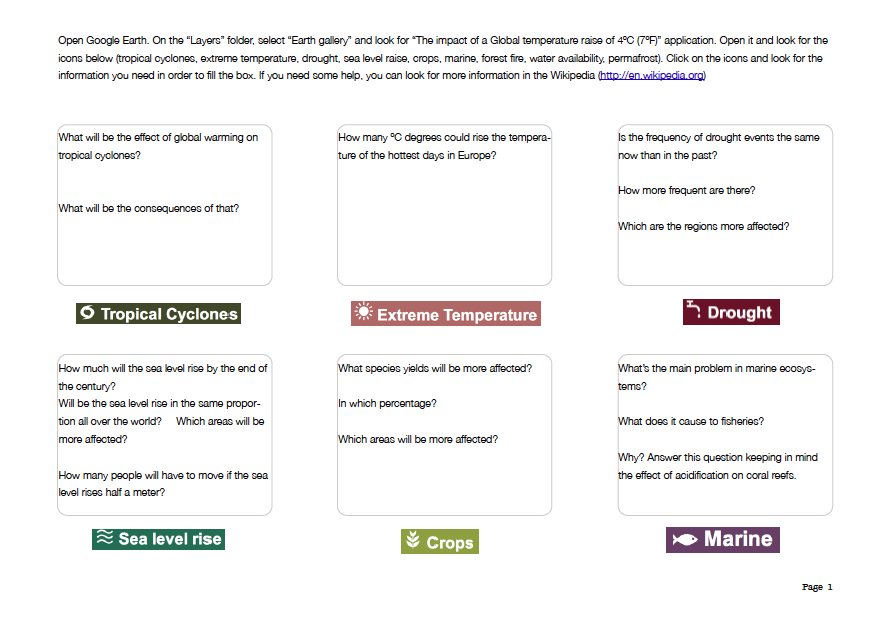 Open Google Earth. On the “Layers” folder, select “Earth gallery” and look for “The impact of a Global temperature raise of 4ºC (7ºF)” application. Open it and look for the
icons below (tropical cyclones, extreme temperature, drought, sea level raise, crops, marine, forest fire, water availability, permafrost). Click on the icons and look for the
information you need in order to fill the box. If you need some help, you can look for more information in the Wikipedia (http://en.wikipedia.org)
What will be the effect of global warming on
tropical cyclones?
What will be the consequences of that?
Tropical Cyclones
How many ºC degrees could rise the tempera-
ture of the hottest days in Europe?
Extreme Temperature
Is the frequency of drought events the same
now than in the past?
How more frequent are there?
Which are the regions more affected?
Drought
How much will the sea level rise by the end of
the century?
Will be the sea level rise in the same propor-
tion all over the world? Which areas will be
more affected?
How many people will have to move if the sea
level rises half a meter?
Sea level rise
What species yields will be more affected?
In which percentage?
Which areas will be more affected?
Crops
What’s the main problem in marine ecosys-
tems?
What does it cause to fisheries?
Why? Answer this question keeping in mind
the effect of acidification on coral reefs.
Marine
Page 1